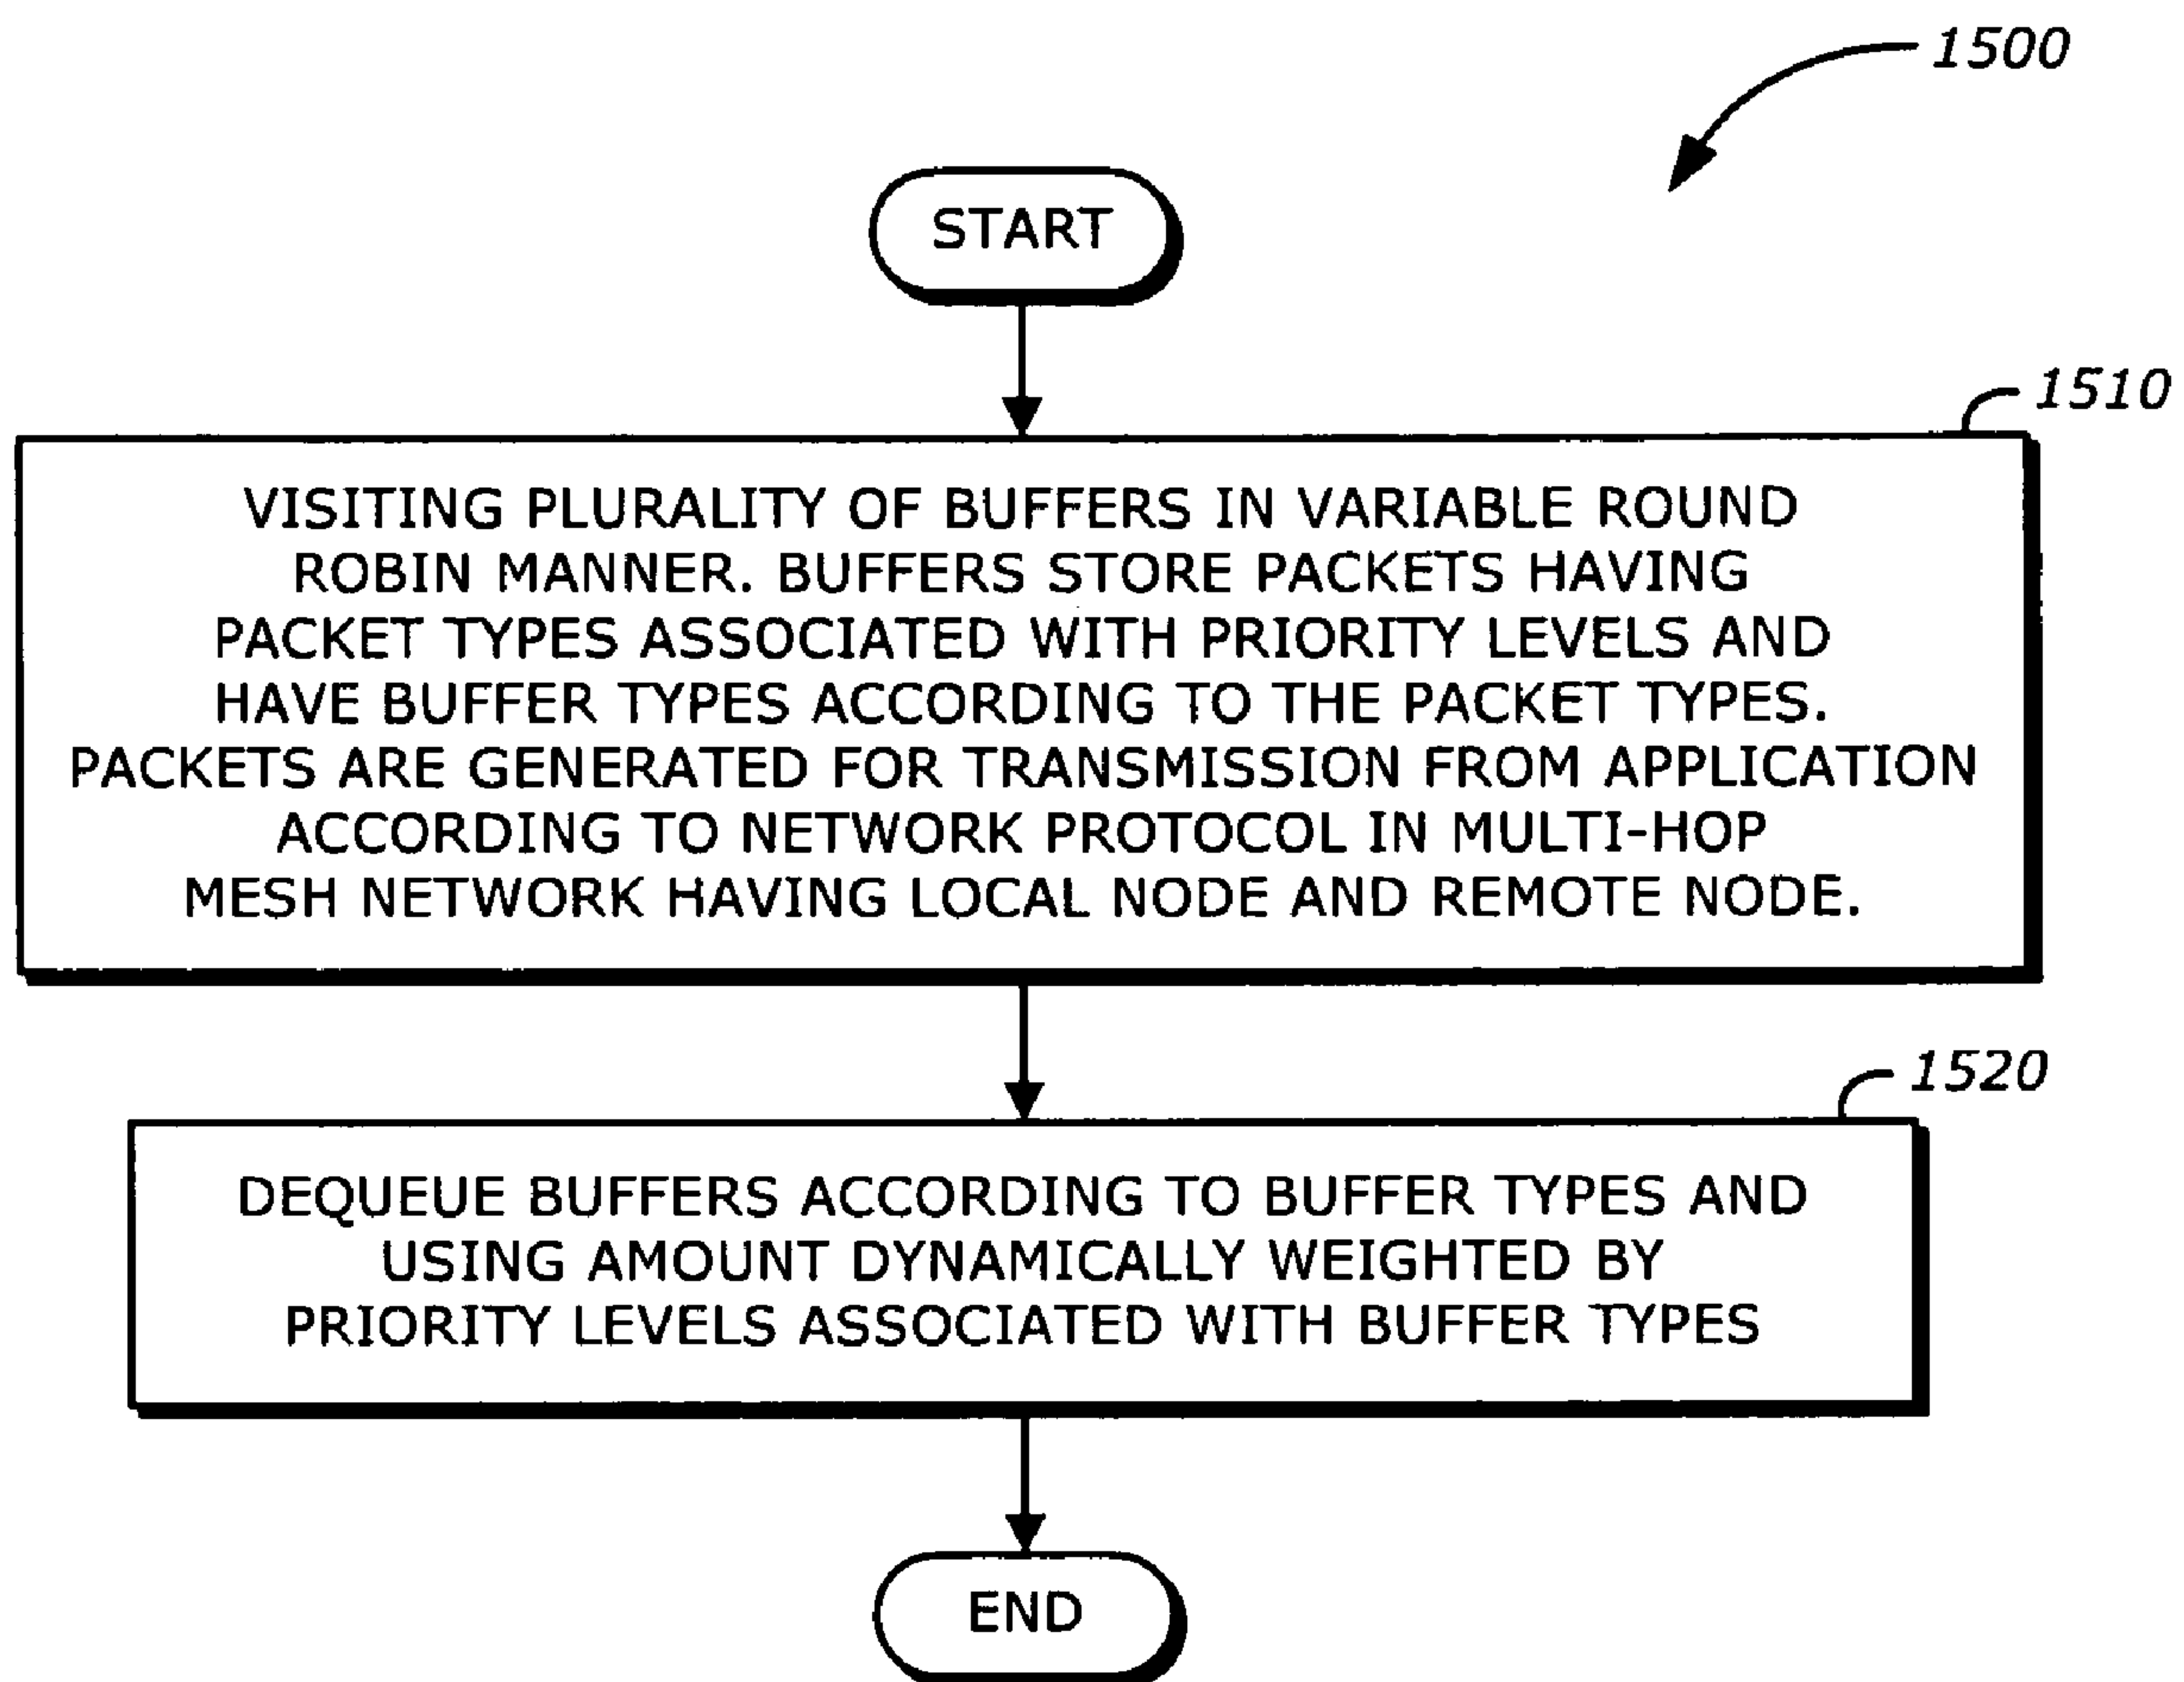 1500
START
1510
VISITING PLURALITY OF BUFFERS IN VARIABLE ROUND
ROBIN MANNER. BUFFERS STORE PACKETS HAVING
PACKET TYPES ASSOCIATED WITH PRIORITY LEVELS AND
HAVE BUFFER TYPES ACCORDING TO THE PACKET TYPES.
PACKETS ARE GENERATED FOR TRANSMISSION FROM APPLICATION
ACCORDING TO NETWORK PROTOCOL IN MULTI-HOP
MESH NETWORK HAVING LOCAL NODE AND REMOTE NODE.
1520
DEQUEUE BUFFERS ACCORDING TO BUFFER TYPES AND
USING AMOUNT DYNAMICALLY WEIGHTED BY
PRIORITY LEVELS ASSOCIATED WITH BUFFER TYPES
END